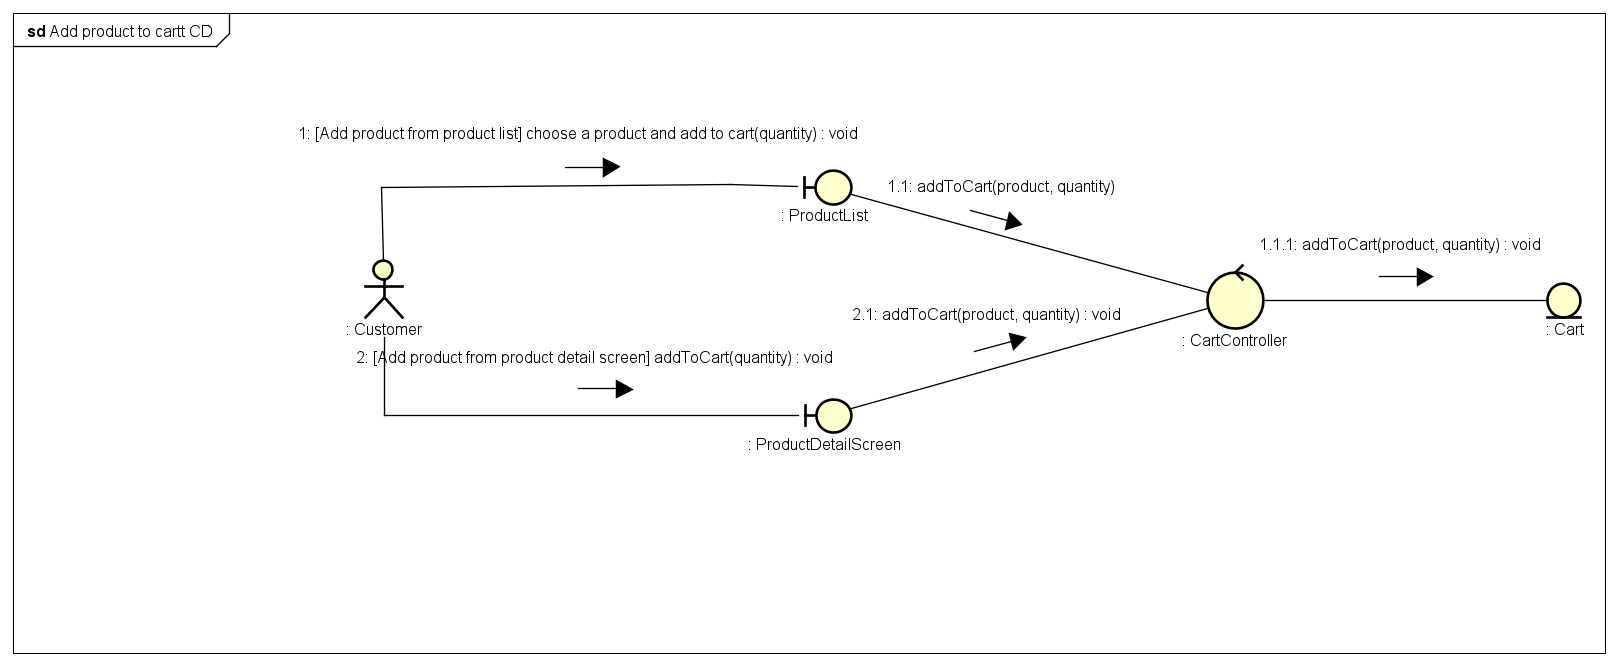 sd Add product to cartt CD
1: [Add product from product list] choose a product and add to cart(quantity) : void
1.1: addToCart(product, quantity)
: ProductList
1.1.1: addToCart(product, quantity) : void
2.1: addToCart(product, quantity) : void
: Customer
: Cart
: CartController
2: [Add product from product detail screen] addToCart(quantity) : void
: ProductDetailScreen